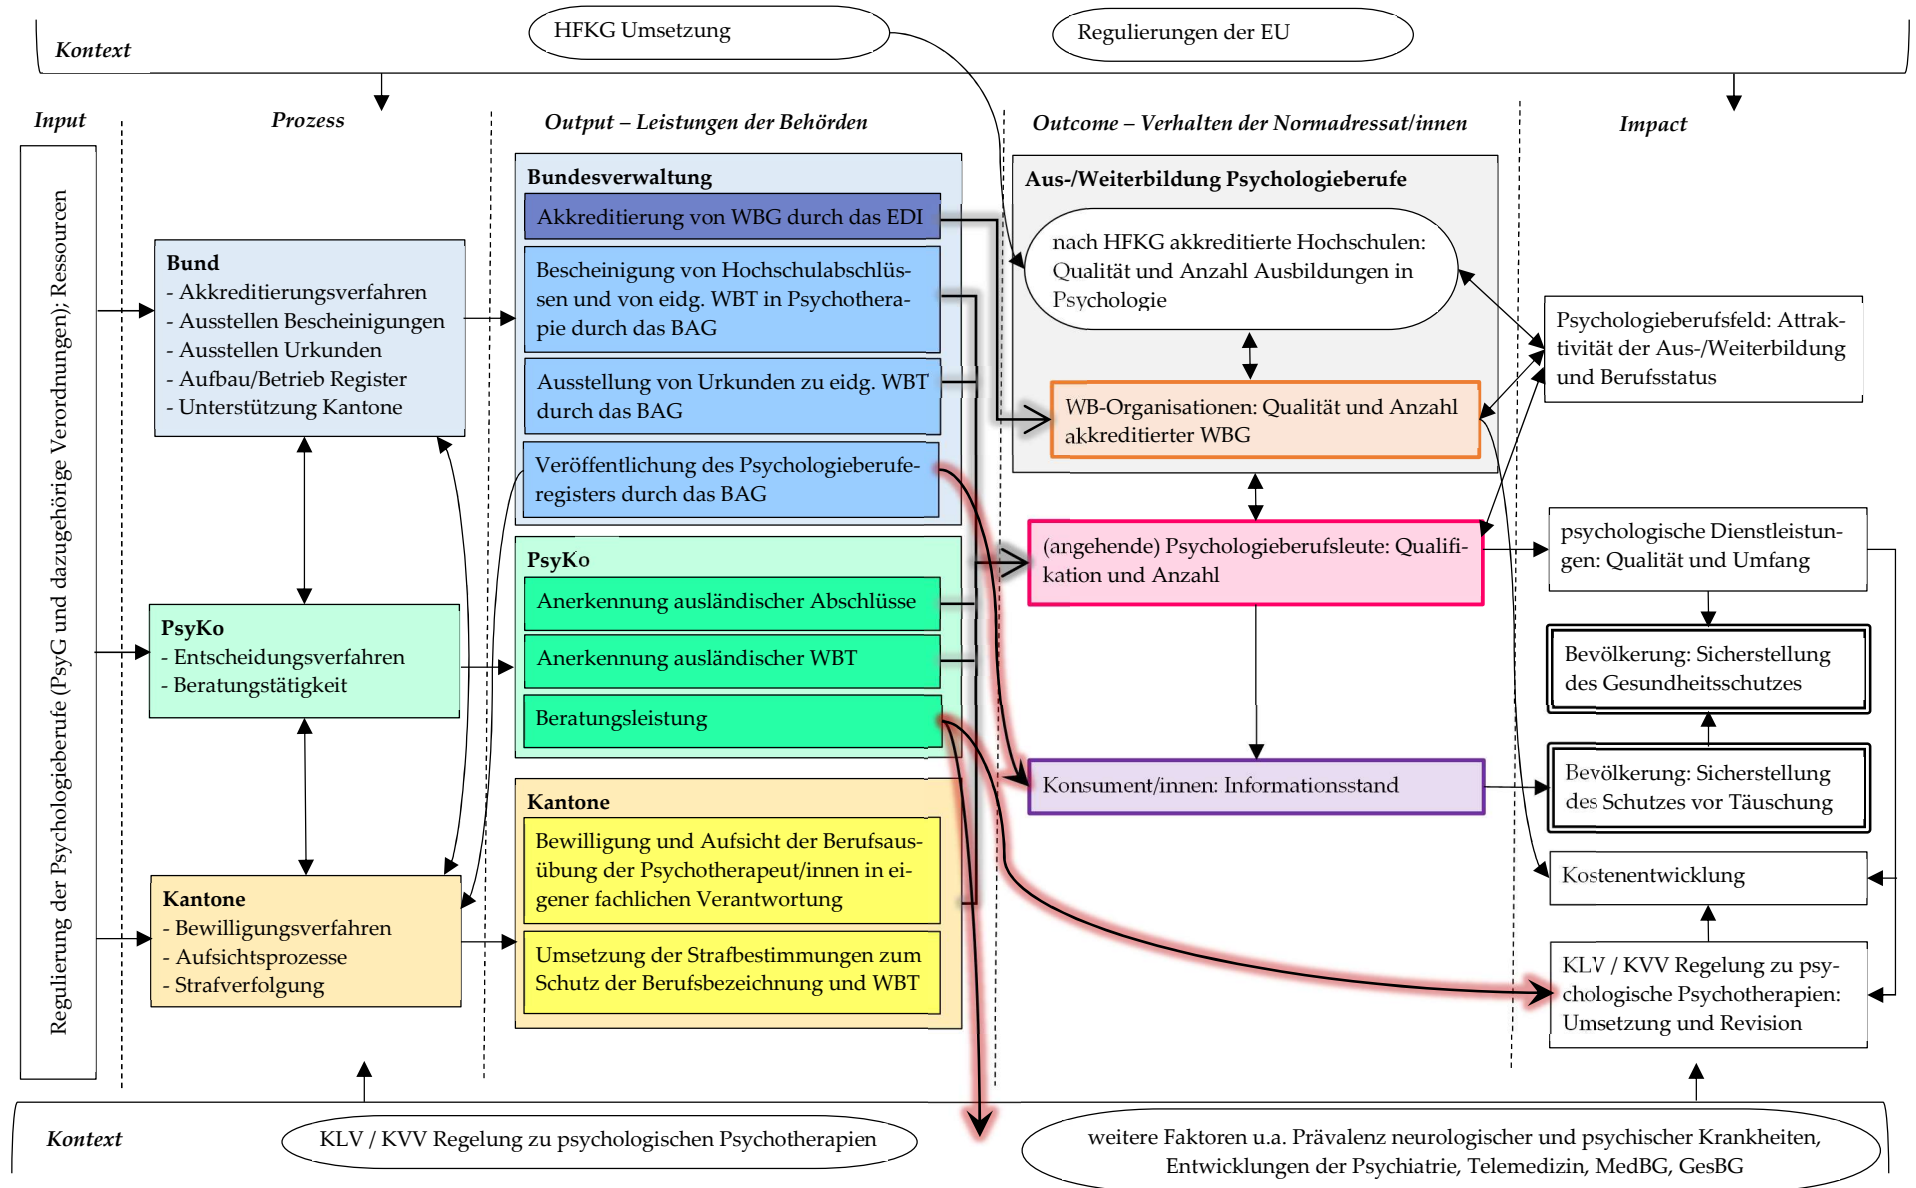 HFKG Umsetzung
Regulierungen der EU
Kontext
Input
Prozess
Output – Leistungen der Behörden
Outcome – Verhalten der Normadressat/innen
Impact
Regulierung der Psychologieberufe (PsyG und dazugehörige Verordnungen); Ressourcen
Bund
- Akkreditierungsverfahren
- Ausstellen Bescheinigungen
- Ausstellen Urkunden
- Aufbau/Betrieb Register
- Unterstützung Kantone
PsyKo
- Entscheidungsverfahren
- Beratungstätigkeit
Kantone
- Bewilligungsverfahren
- Aufsichtsprozesse
- Strafverfolgung
Bundesverwaltung
Akkreditierung von WBG durch das EDI
Bescheinigung von Hochschulabschlüs-
sen und von eidg. WBT in Psychothera-
pie durch das BAG
Ausstellung von Urkunden zu eidg. WBT
durch das BAG
Veröffentlichung des Psychologieberufe-
registers durch das BAG
PsyKo
Anerkennung ausländischer Abschlüsse
Anerkennung ausländischer WBT
Beratungsleistung
Kantone
Bewilligung und Aufsicht der Berufsaus-
übung der Psychotherapeut/innen in ei-
gener fachlichen Verantwortung
Umsetzung der Strafbestimmungen zum
Schutz der Berufsbezeichnung und WBT
Aus-/Weiterbildung Psychologieberufe
nach HFKG akkreditierte Hochschulen:
Qualität und Anzahl Ausbildungen in
Psychologie
WB-Organisationen: Qualität und Anzahl
akkreditierter WBG
(angehende) Psychologieberufsleute: Qualifi-
kation und Anzahl
Konsument/innen: Informationsstand
Psychologieberufsfeld: Attrak-
tivität der Aus-/Weiterbildung
und Berufsstatus
psychologische Dienstleistun-
gen: Qualität und Umfang
Bevölkerung: Sicherstellung
des Gesundheitsschutzes
Bevölkerung: Sicherstellung
des Schutzes vor Täuschung
Kostenentwicklung
KLV / KVV Regelung zu psy-
chologische Psychotherapien:
Umsetzung und Revision
Kontext
KLV / KVV Regelung zu psychologischen Psychotherapien
weitere Faktoren u.a. Prävalenz neurologischer und psychischer Krankheiten,
Entwicklungen der Psychiatrie, Telemedizin, MedBG, GesBG